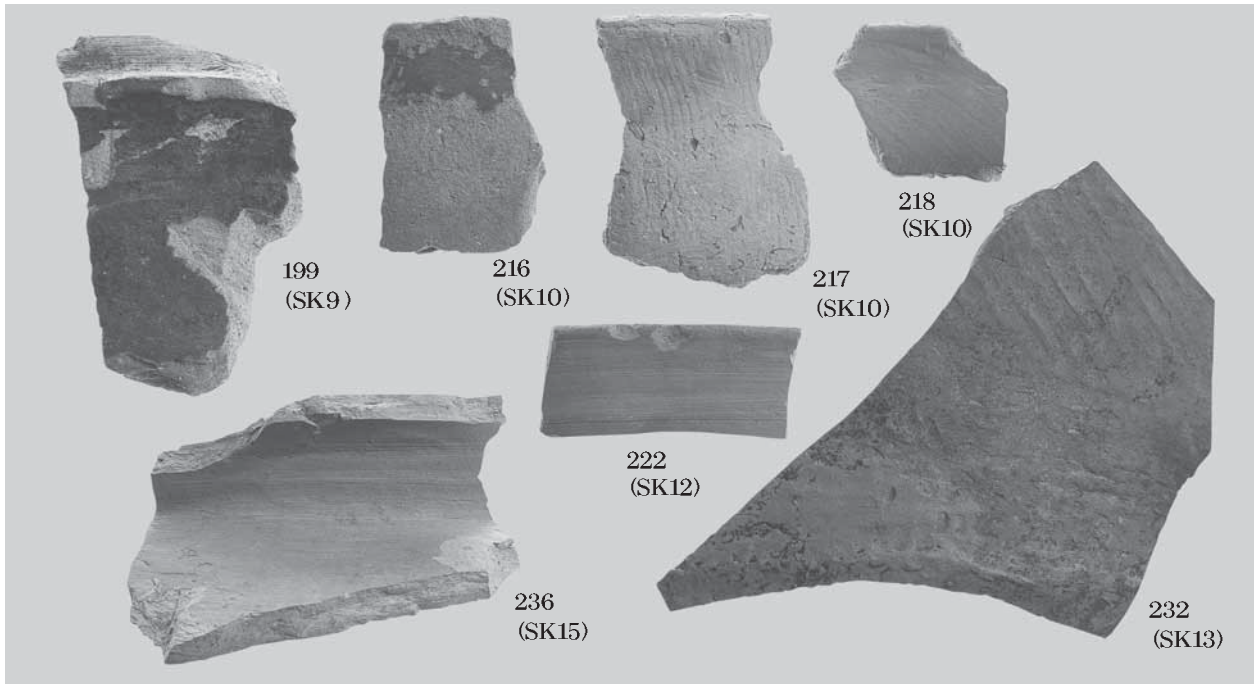 199
(SK9)
216
(SK10)
217
(SK10)
218
(SK10)
222
(SK12)
236
(SK15)
232
(SK13)